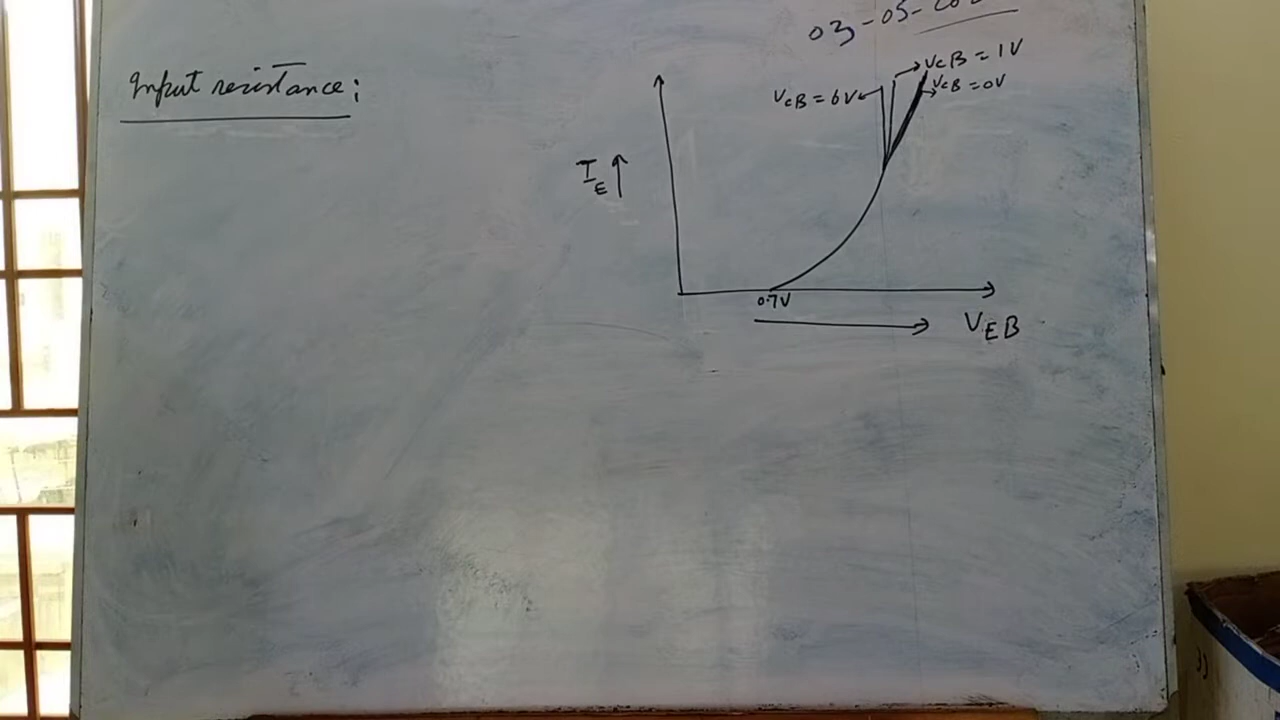 03-05-
Input resistance:
VCB = 1V
VCB = 6V
VCB = 0V
IE
0.7V
VEB